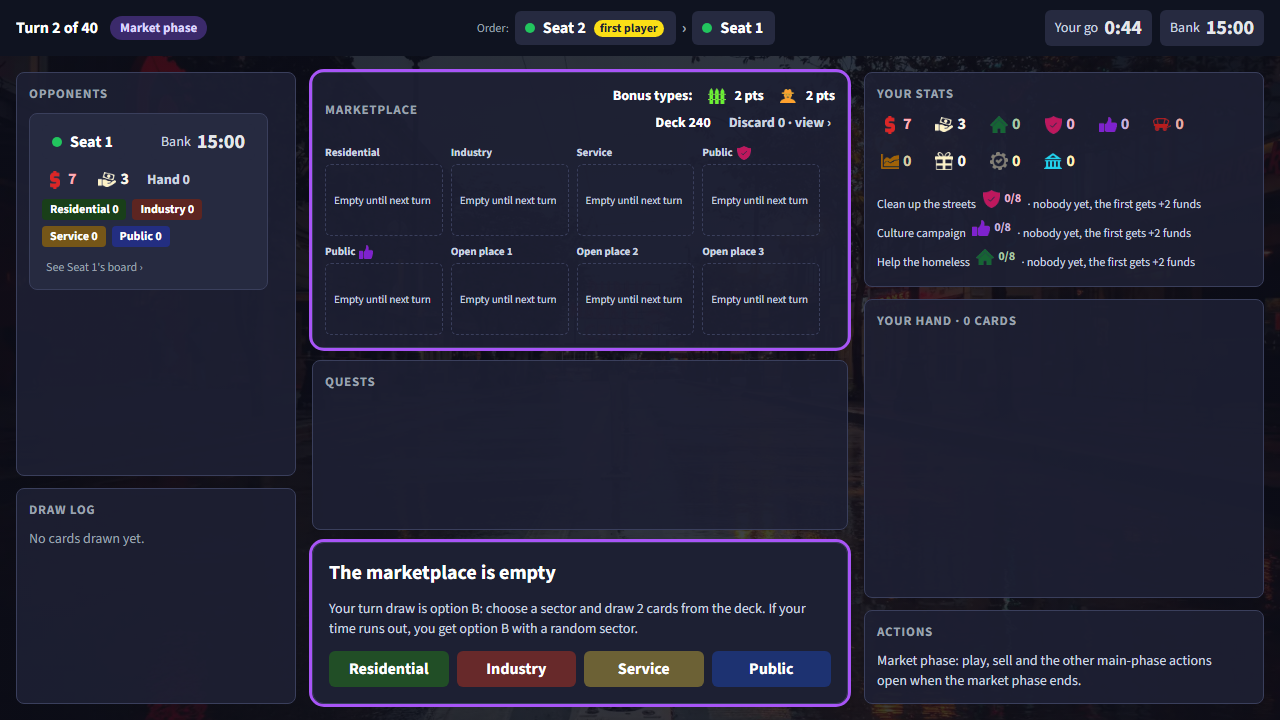 Turn 2 of 40
Market phase
Order:
Seat 2
first player
›
Seat 1
Your go 0:44
Bank 15:00
OPPONENTS
Seat 1
Bank 15:00
7
3
Hand 0
Residential 0
Industry 0
Service 0
Public 0
See Seat 1's board ›
DRAW LOG
No cards drawn yet.
MARKETPLACE
Bonus types:
2 pts
2 pts
Deck 240
Discard 0 · view ›
Residential
Industry
Service
Public
Empty until next turn
Empty until next turn
Empty until next turn
Empty until next turn
Public
Open place 1
Open place 2
Open place 3
Empty until next turn
Empty until next turn
Empty until next turn
Empty until next turn
QUESTS
The marketplace is empty
Your turn draw is option B: choose a sector and draw 2 cards from the deck. If your
time runs out, you get option B with a random sector.
Residential
Industry
Service
Public
YOUR STATS
7
3
0
0
0
0
0
0
0
0
Clean up the streets 0/8 · nobody yet, the first gets +2 funds
Culture campaign 0/8 · nobody yet, the first gets +2 funds
Help the homeless 0/8 · nobody yet, the first gets +2 funds
YOUR HAND · 0 CARDS
ACTIONS
Market phase: play, sell and the other main-phase actions
open when the market phase ends.